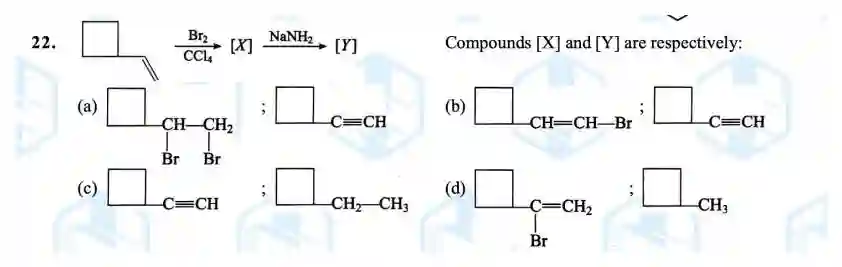 22. Br₂ CCl₄ [X] NaNH₂ [Y] Compounds [X] and [Y] are respectively:
(a) CH—CH₂ Br Br ; C≡CH (b) CH=CH—Br ; C≡CH
(c) C≡CH ; CH₂—CH₃ (d) C=CH₂ Br ; CH₃